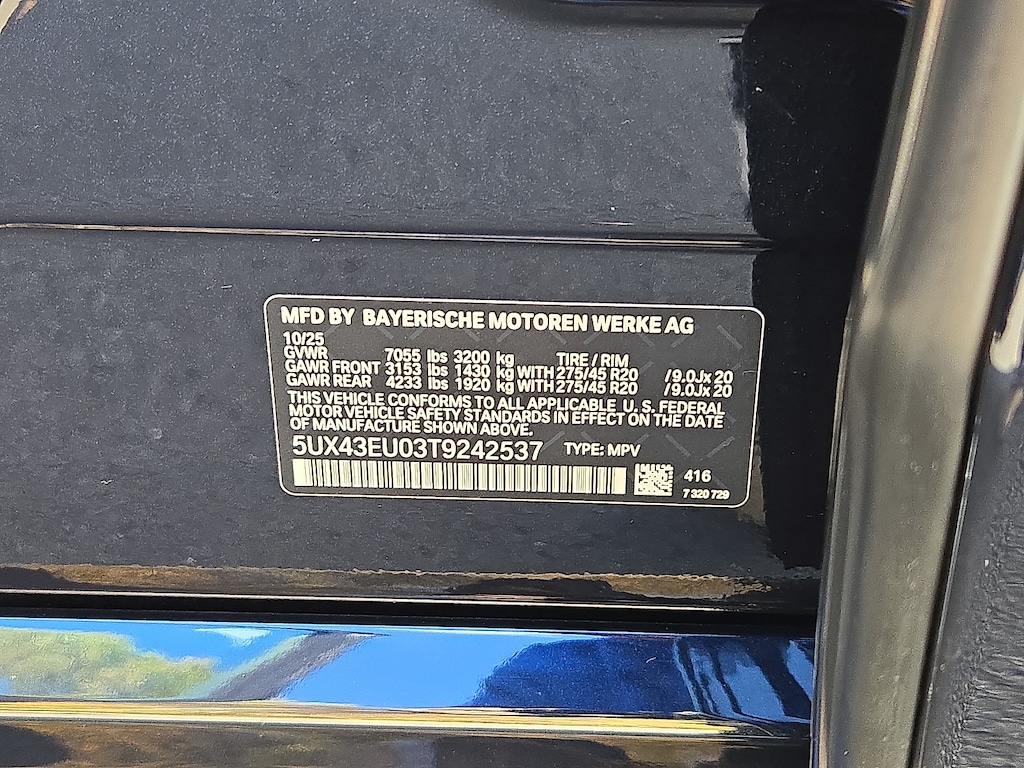 MFD BY BAYERISCHE MOTOREN WERKE AG
10/25
GVWR 7055 lbs 3200 kg TIRE / RIM
GAWR FRONT 3153 lbs 1430 kg WITH 275/45 R20 /9.0Jx 20
GAWR REAR 4233 lbs 1920 kg WITH 275/45 R20 /9.0Jx 20
THIS VEHICLE CONFORMS TO ALL APPLICABLE U. S. FEDERAL
MOTOR VEHICLE SAFETY STANDARDS IN EFFECT ON THE DATE
OF MANUFACTURE SHOWN ABOVE.
5UX43EU03T9242537 TYPE: MPV
416
7 320 729